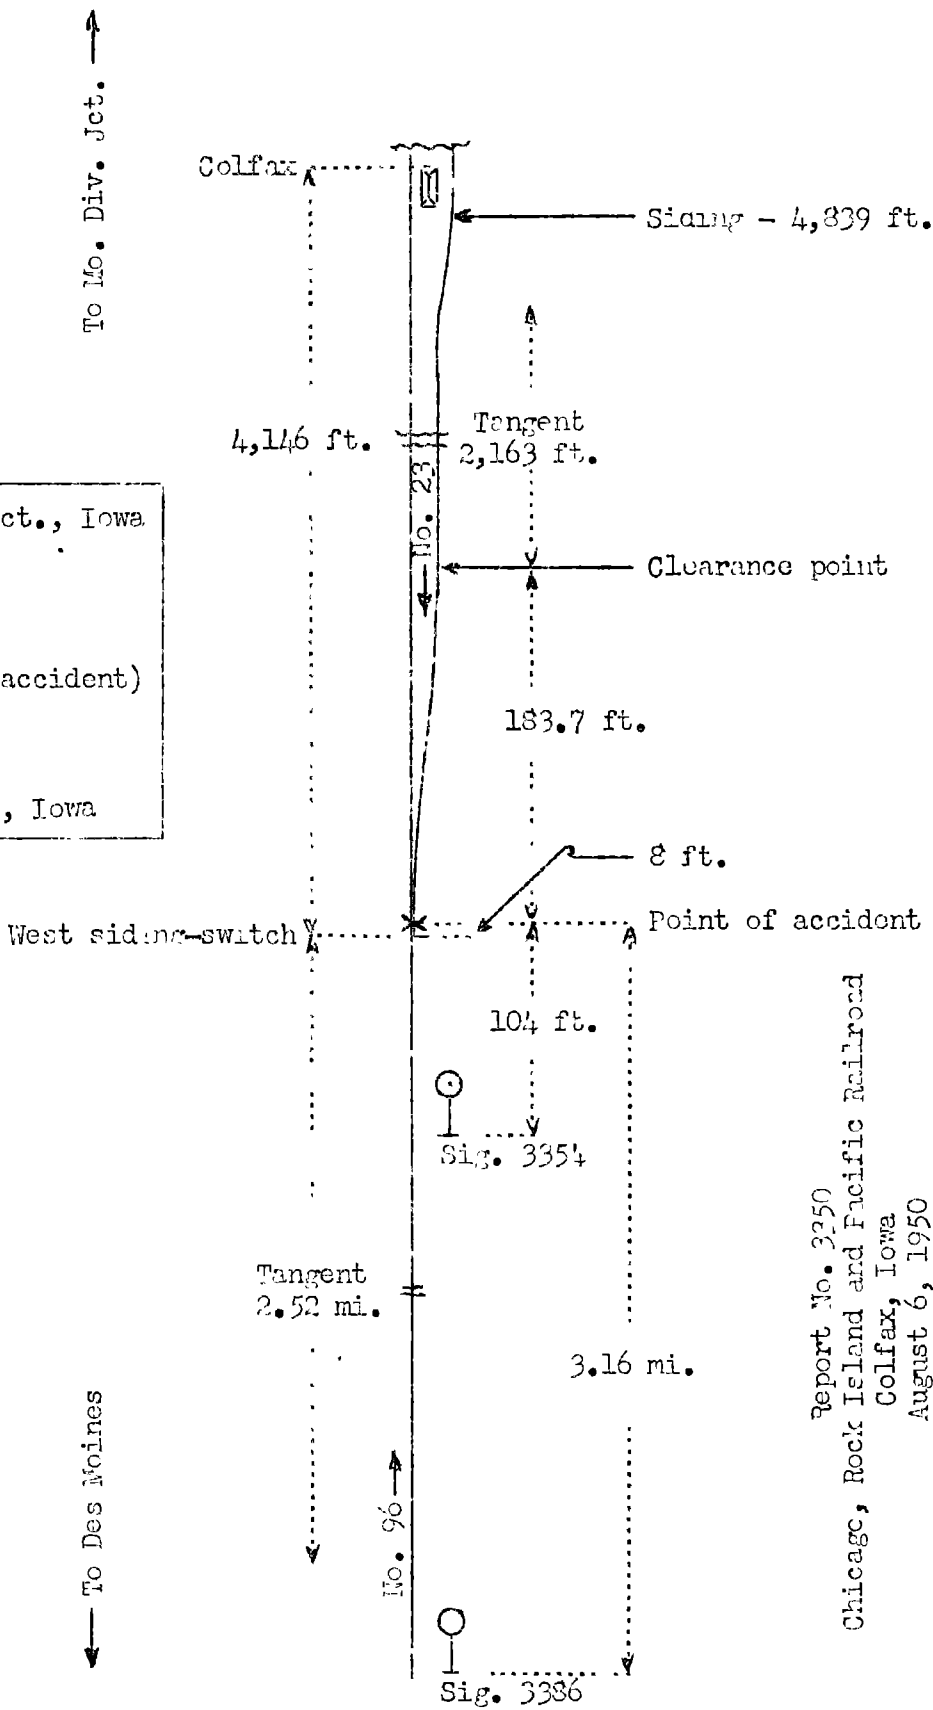 To Mo. Div. Jct.
Colfax
Siding - 4,839 ft.
Tangent
2,163 ft.
4,146 ft.
No. 23
ct., Iowa
Clearance point
accident)
183.7 ft.
, Iowa
8 ft.
West siding-switch
Point of accident
104 ft.
Sig. 3354
Tangent
2.52 mi.
3.16 mi.
No. 96
To Des Moines
Sig. 3386
Report No. 3350
Chicago, Rock Island and Pacific Railroad
Colfax, Iowa
August 6, 1950